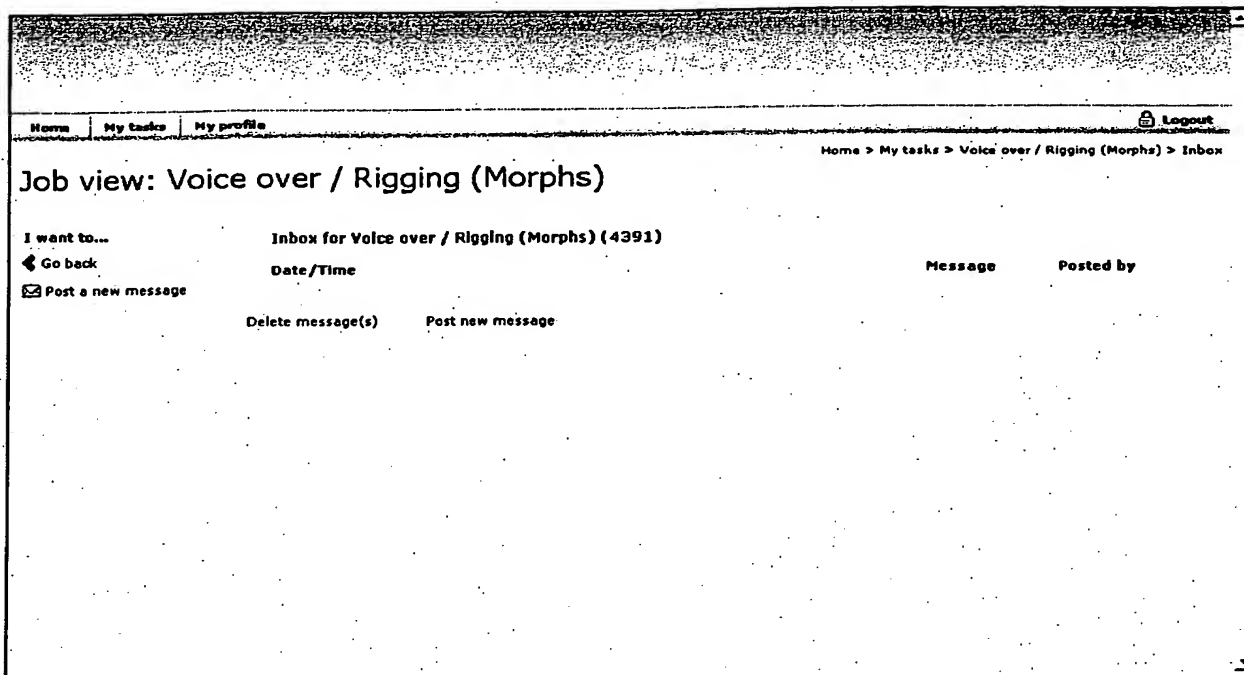 Home My tasks My profile Logout
Home > My tasks > Voice over / Rigging (Morphs) > Inbox
Job view: Voice over / Rigging (Morphs)
I want to...
Go back
Post a new message
Inbox for Voice over / Rigging (Morphs) (4391)
Date/Time Message Posted by
Delete message(s) Post new message